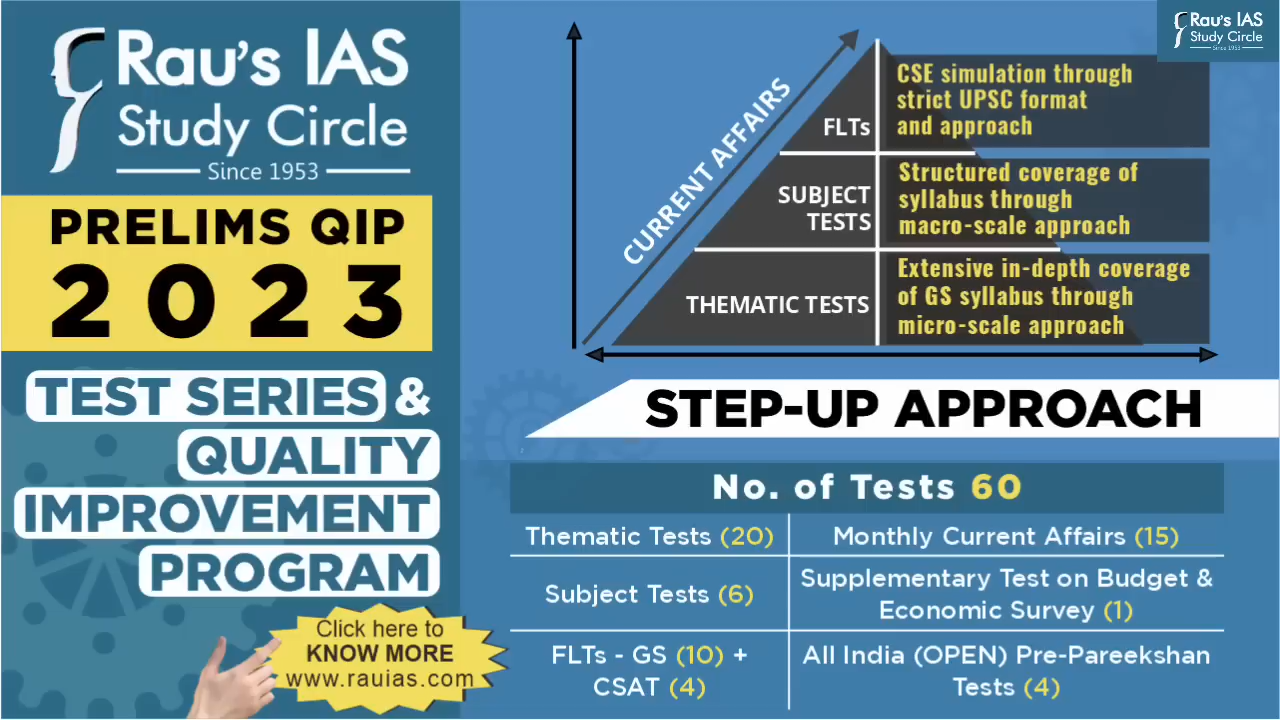 Rau's IAS
Study Circle
Since 1953
PRELIMS QIP
2023
TEST SERIES &
QUALITY
IMPROVEMENT
PROGRAM
Click here to
KNOW MORE
www.rauias.com
Rau's IAS
Study Circle
Since 1953
CURRENT AFFAIRS
FLTs
CSE simulation through
strict UPSC format
and approach
SUBJECT
TESTS
Structured coverage of
syllabus through
macro-scale approach
THEMATIC TESTS
Extensive in-depth coverage
of GS syllabus through
micro-scale approach
STEP-UP APPROACH
No. of Tests 60
Thematic Tests (20)
Monthly Current Affairs (15)
Subject Tests (6)
Supplementary Test on Budget &
Economic Survey (1)
FLTs - GS (10) +
CSAT (4)
All India (OPEN) Pre-Pareekshan
Tests (4)